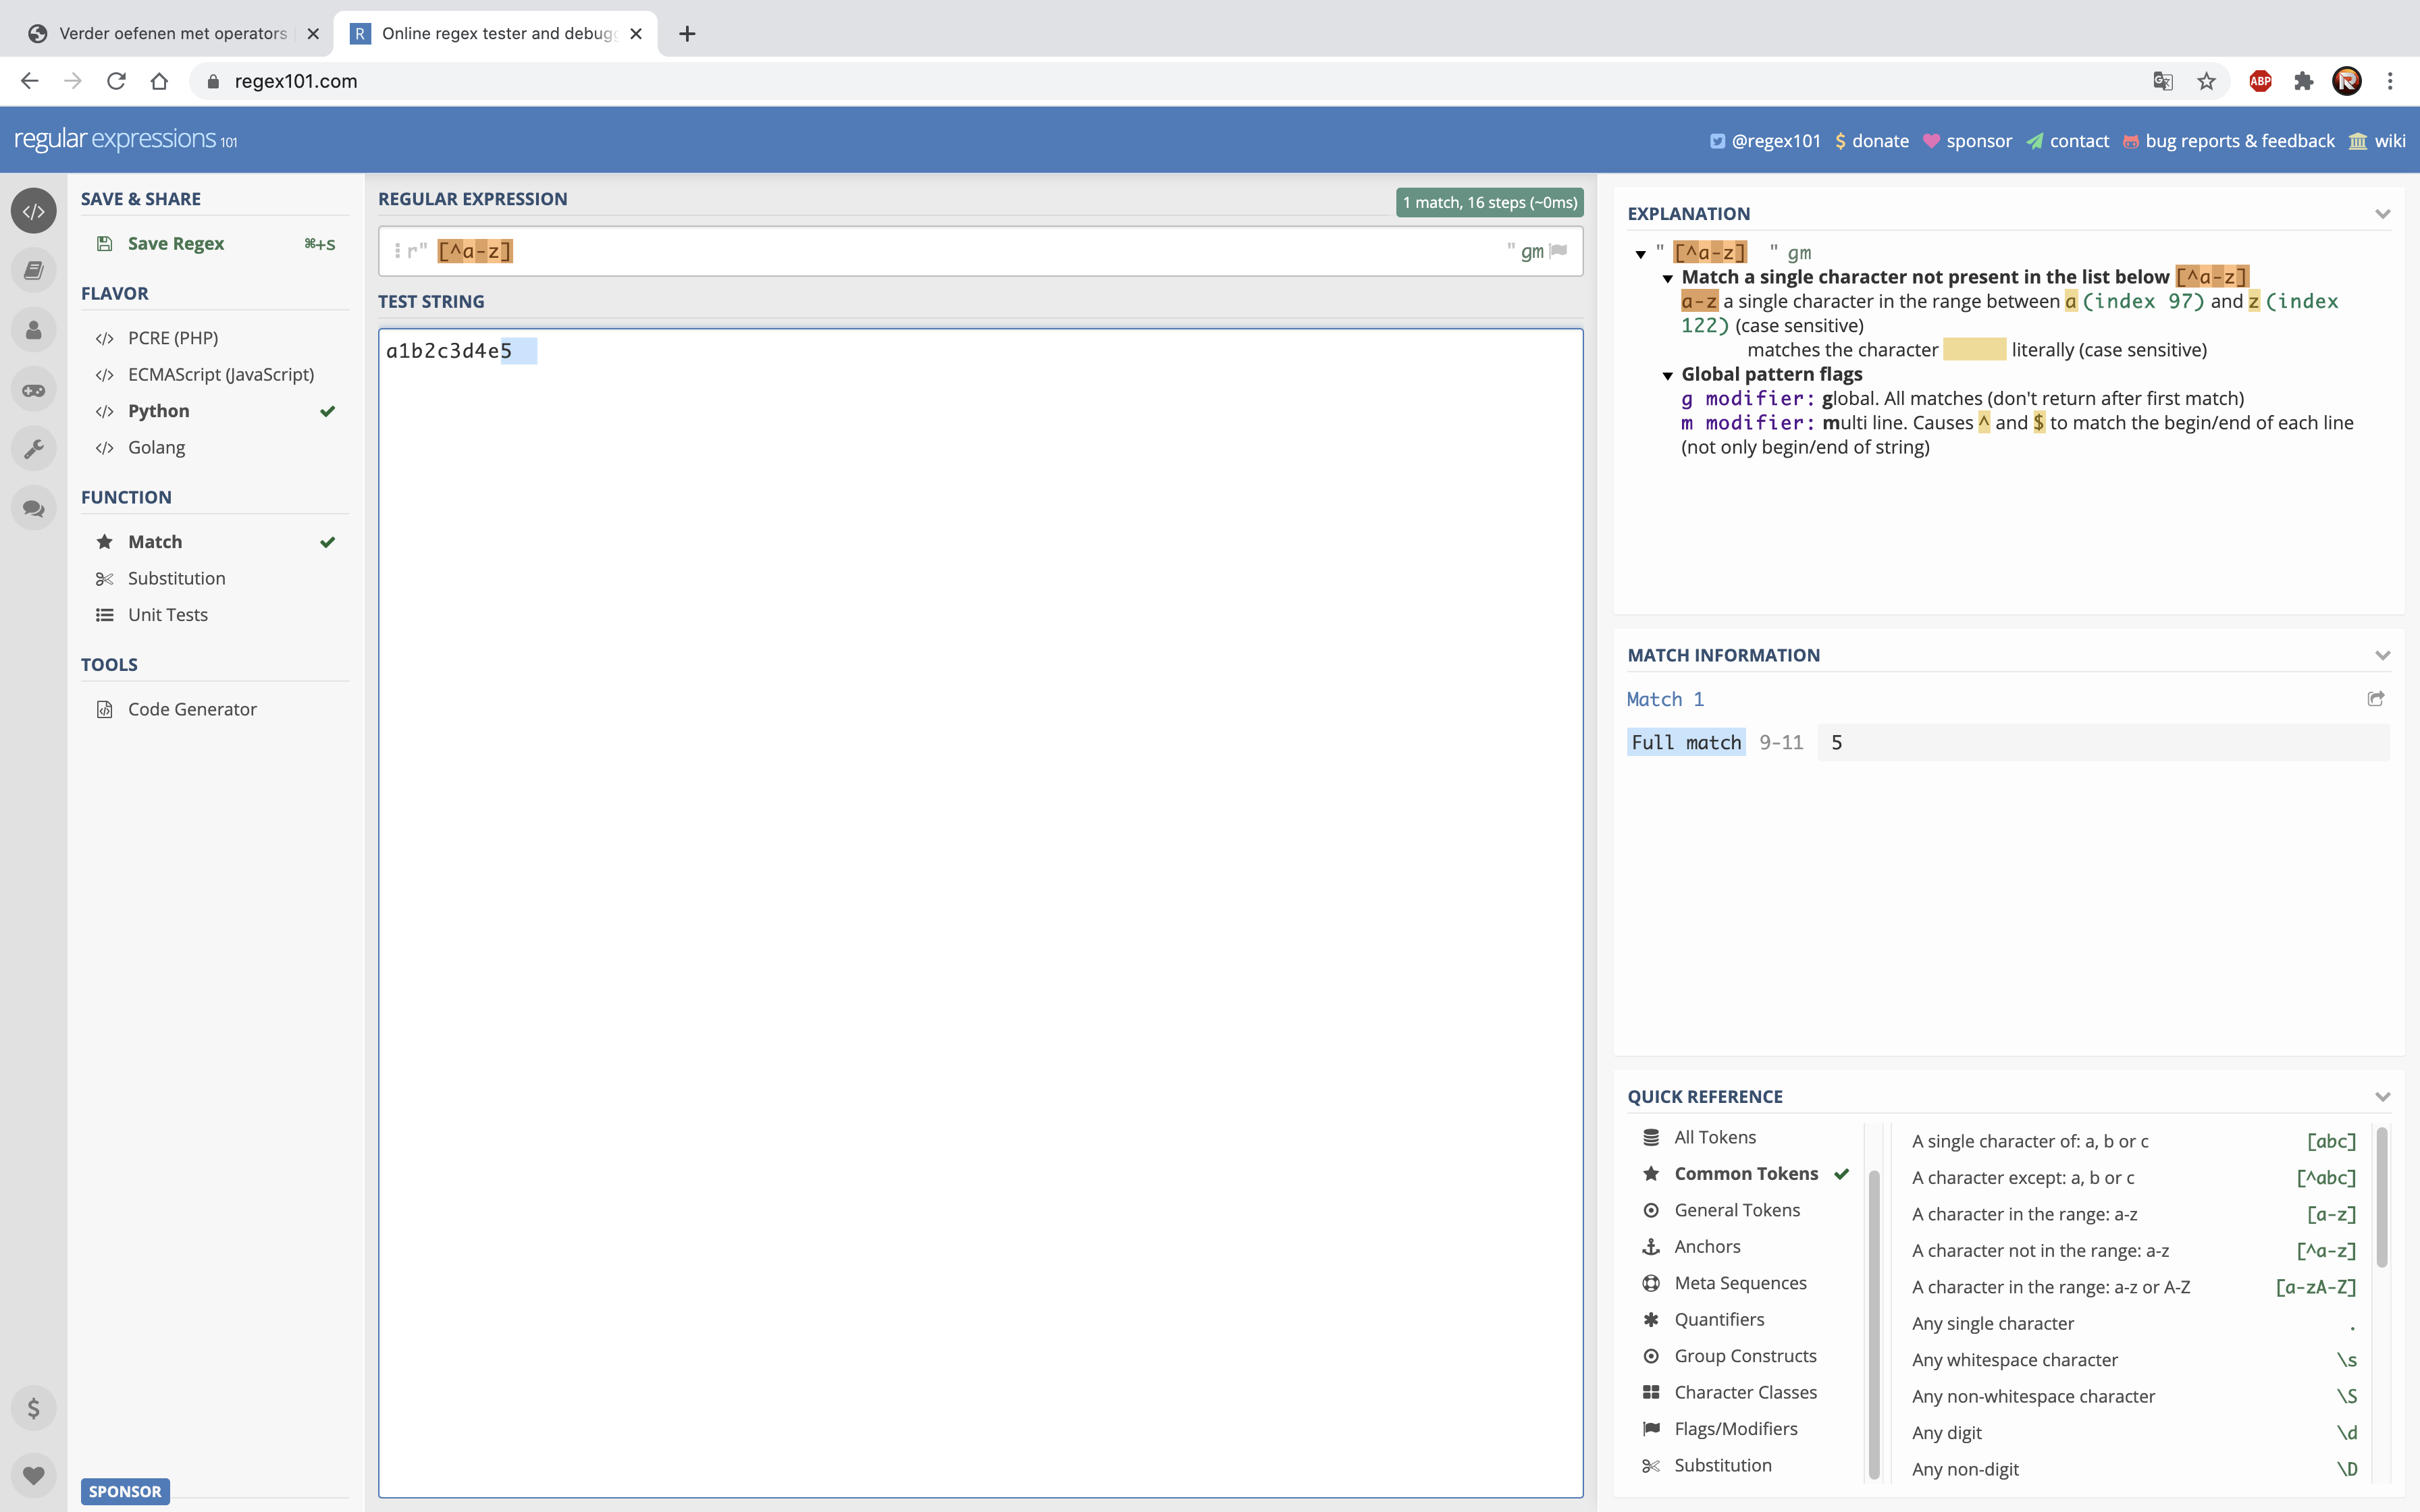 Verder oefenen met operators
R Online regex tester and debugg
regex101.com
ABP
regular expressions 101
@regex101 $ donate sponsor contact bug reports & feedback wiki
SAVE & SHARE
Save Regex ⌘+s
FLAVOR
</> PCRE (PHP)
</> ECMAScript (JavaScript)
</> Python
</> Golang
FUNCTION
Match
Substitution
Unit Tests
TOOLS
Code Generator
SPONSOR
REGULAR EXPRESSION
1 match, 16 steps (~0ms)
r" [^a-z] " gm
TEST STRING
a1b2c3d4e5
EXPLANATION
" [^a-z] " gm
Match a single character not present in the list below [^a-z]
a-z a single character in the range between a (index 97) and z (index
122) (case sensitive)
matches the character literally (case sensitive)
Global pattern flags
g modifier: global. All matches (don't return after first match)
m modifier: multi line. Causes ^ and $ to match the begin/end of each line
(not only begin/end of string)
MATCH INFORMATION
Match 1
Full match 9-11 5
QUICK REFERENCE
All Tokens
Common Tokens
General Tokens
Anchors
Meta Sequences
Quantifiers
Group Constructs
Character Classes
Flags/Modifiers
Substitution
A single character of: a, b or c [abc]
A character except: a, b or c [^abc]
A character in the range: a-z [a-z]
A character not in the range: a-z [^a-z]
A character in the range: a-z or A-Z [a-zA-Z]
Any single character .
Any whitespace character \s
Any non-whitespace character \S
Any digit \d
Any non-digit \D